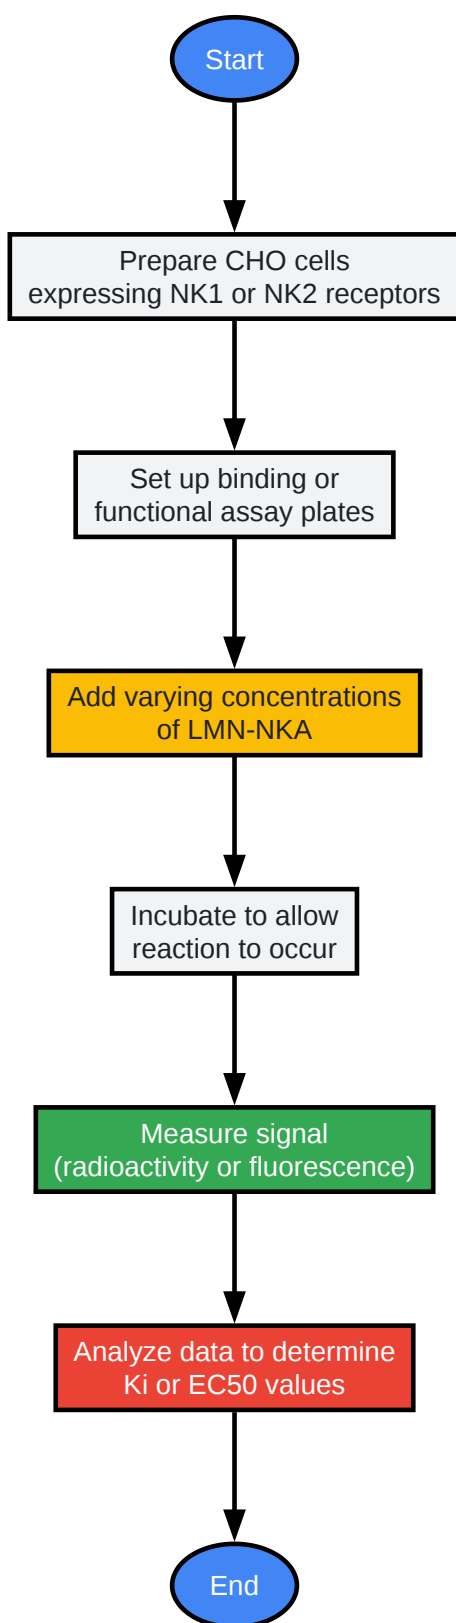 Start
Prepare CHO cells
expressing NK1 or NK2 receptors
Set up binding or
functional assay plates
Add varying concentrations
of LMN-NKA
Incubate to allow
reaction to occur
Measure signal
(radioactivity or fluorescence)
Analyze data to determine
Ki or EC50 values
End